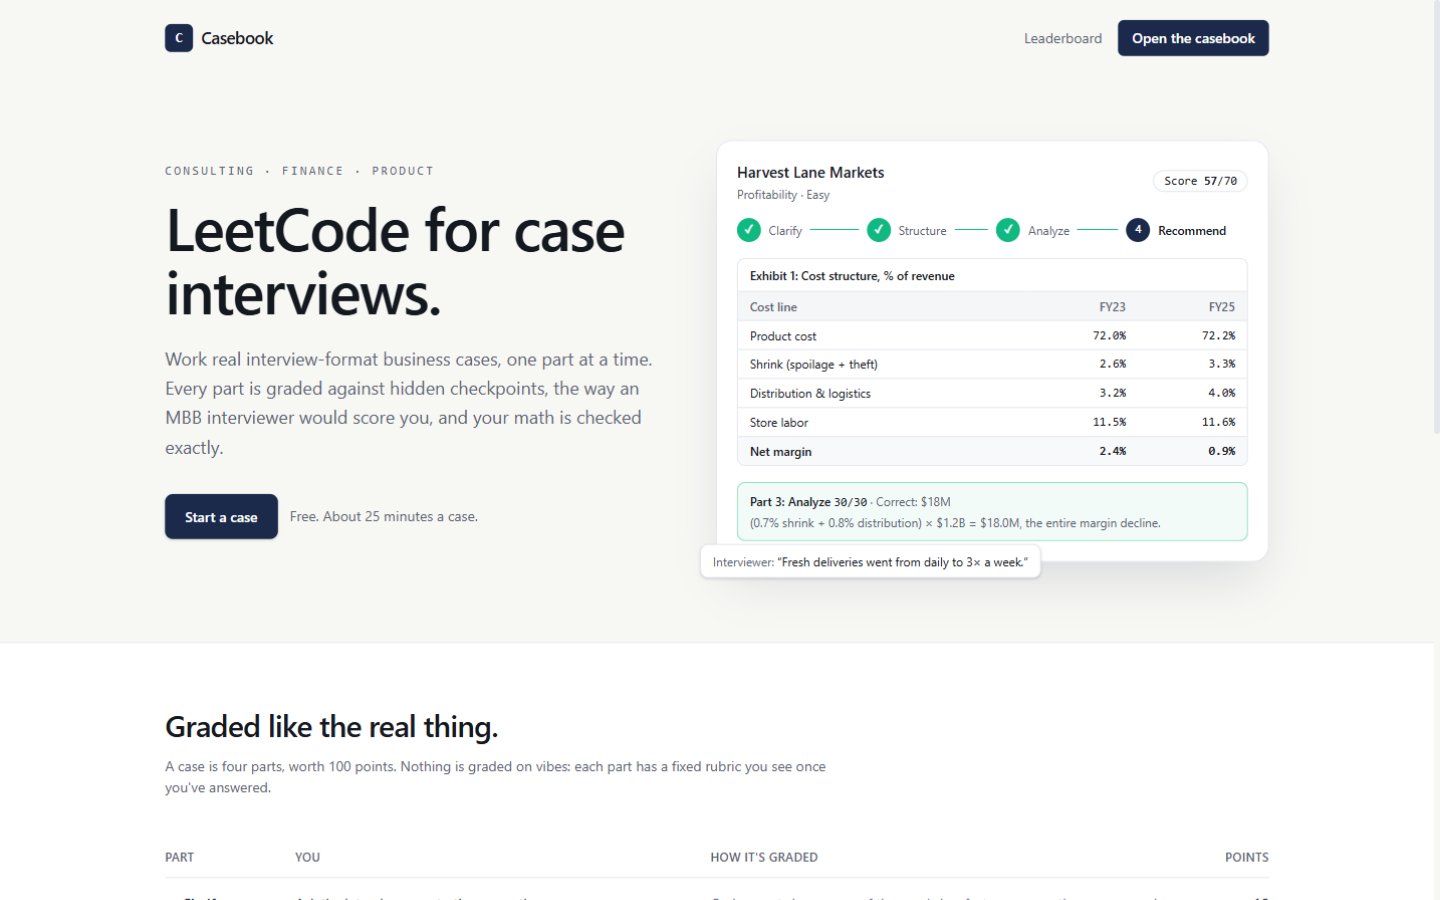 C Casebook
Leaderboard
Open the casebook
CONSULTING · FINANCE · PRODUCT
LeetCode for case
interviews.
Work real interview-format business cases, one part at a time.
Every part is graded against hidden checkpoints, the way an
MBB interviewer would score you, and your math is checked
exactly.
Start a case
Free. About 25 minutes a case.
Harvest Lane Markets
Profitability · Easy
Score 57/70
✓ Clarify ✓ Structure ✓ Analyze 4 Recommend
Exhibit 1: Cost structure, % of revenue
Cost line FY23 FY25
Product cost 72.0% 72.2%
Shrink (spoilage + theft) 2.6% 3.3%
Distribution & logistics 3.2% 4.0%
Store labor 11.5% 11.6%
Net margin 2.4% 0.9%
Part 3: Analyze 30/30 · Correct: $18M
(0.7% shrink + 0.8% distribution) × $1.2B = $18.0M, the entire margin decline.
Interviewer: “Fresh deliveries went from daily to 3× a week.”
Graded like the real thing.
A case is four parts, worth 100 points. Nothing is graded on vibes: each part has a fixed rubric you see once
you've answered.
PART YOU HOW IT'S GRADED POINTS